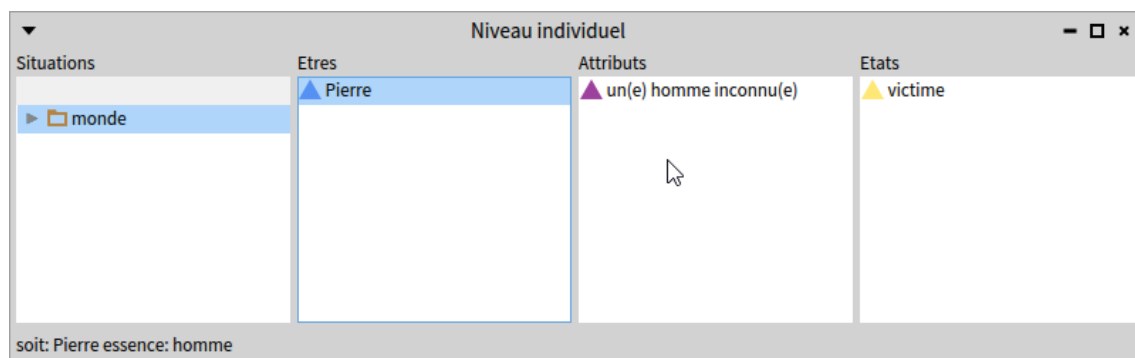 Niveau individuel
Situations Etres Attributs Etats
Pierre un(e) homme inconnu(e) victime
monde
soit: Pierre essence: homme